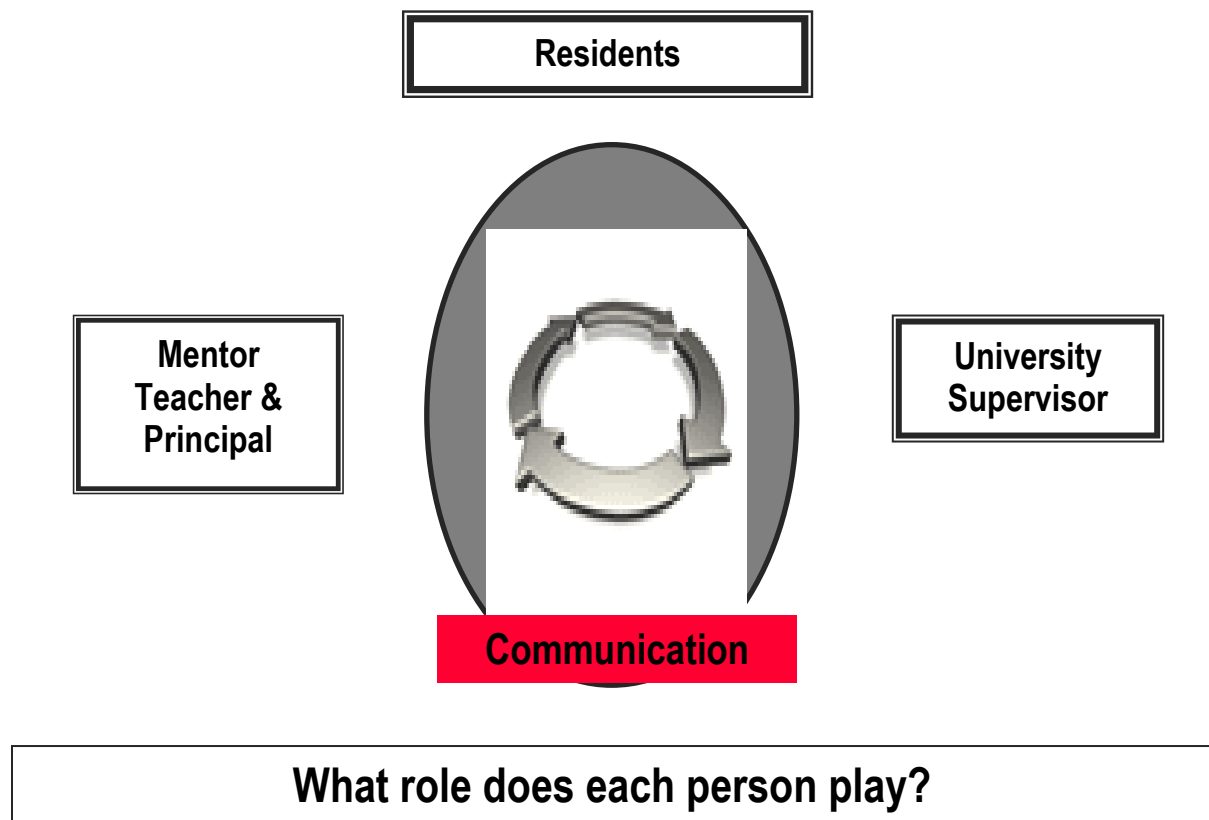 Residents
Mentor
Teacher &
Principal
University
Supervisor
Communication
What role does each person play?